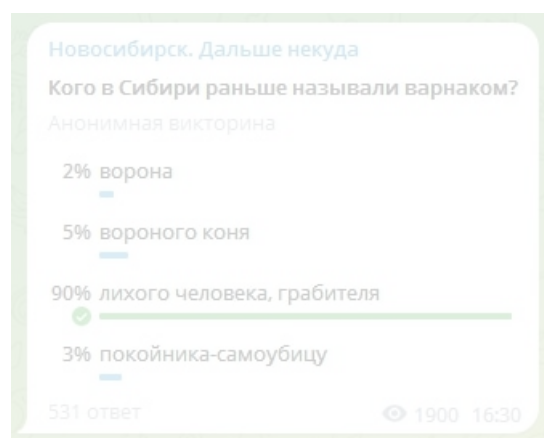 Новосибирск. Дальше некуда
Кого в Сибири раньше называли варнаком?
Анонимная викторина
2% ворона
5% вороного коня
90% лихого человека, грабителя
3% покойника-самоубицу
531 ответ 1900 16:30